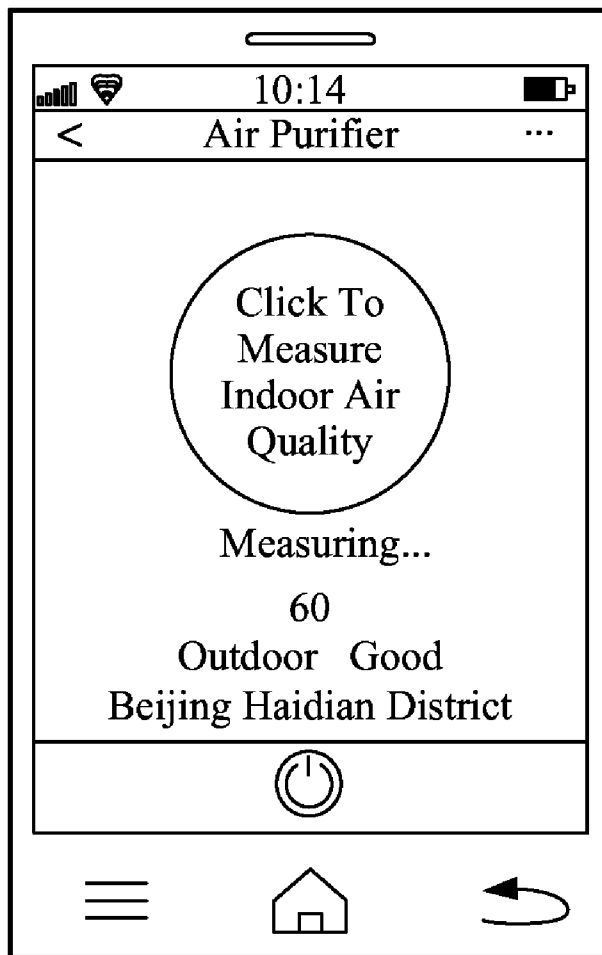 10:14
< Air Purifier ...
Click To
Measure
Indoor Air
Quality
Measuring...
60
Outdoor Good
Beijing Haidian District